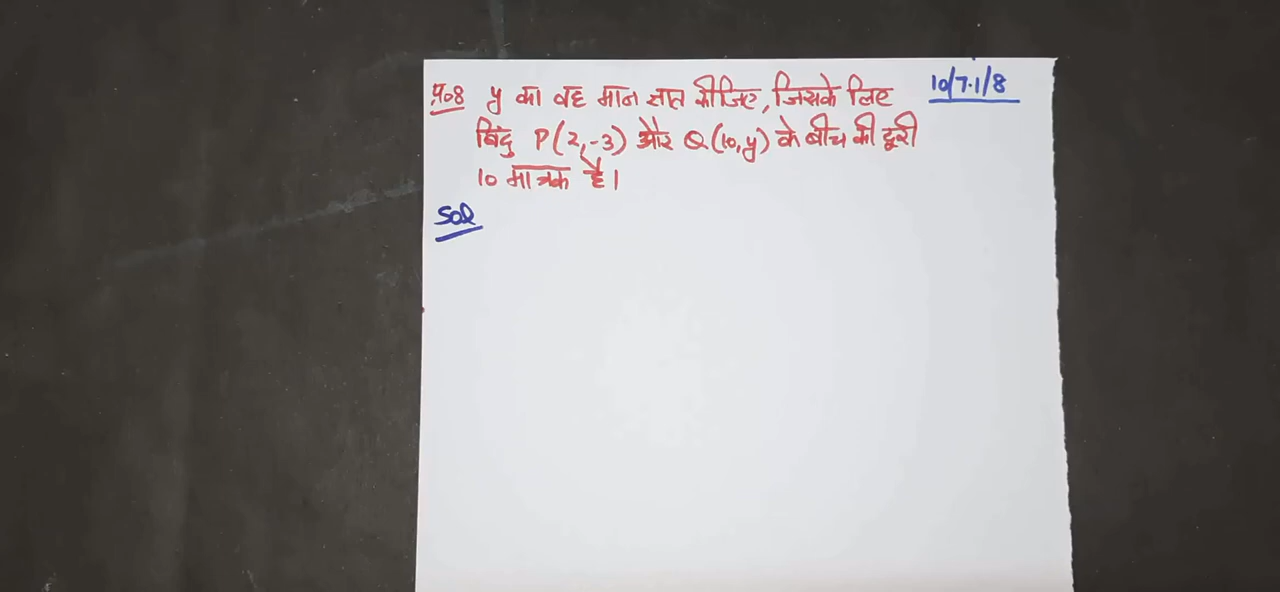 प्र०8 y का वह मान ज्ञात कीजिए, जिसके लिए 10/7.1/8
बिंदु P(2,-3) और Q(10,y) के बीच की दूरी
10 मात्रक है।
Sol